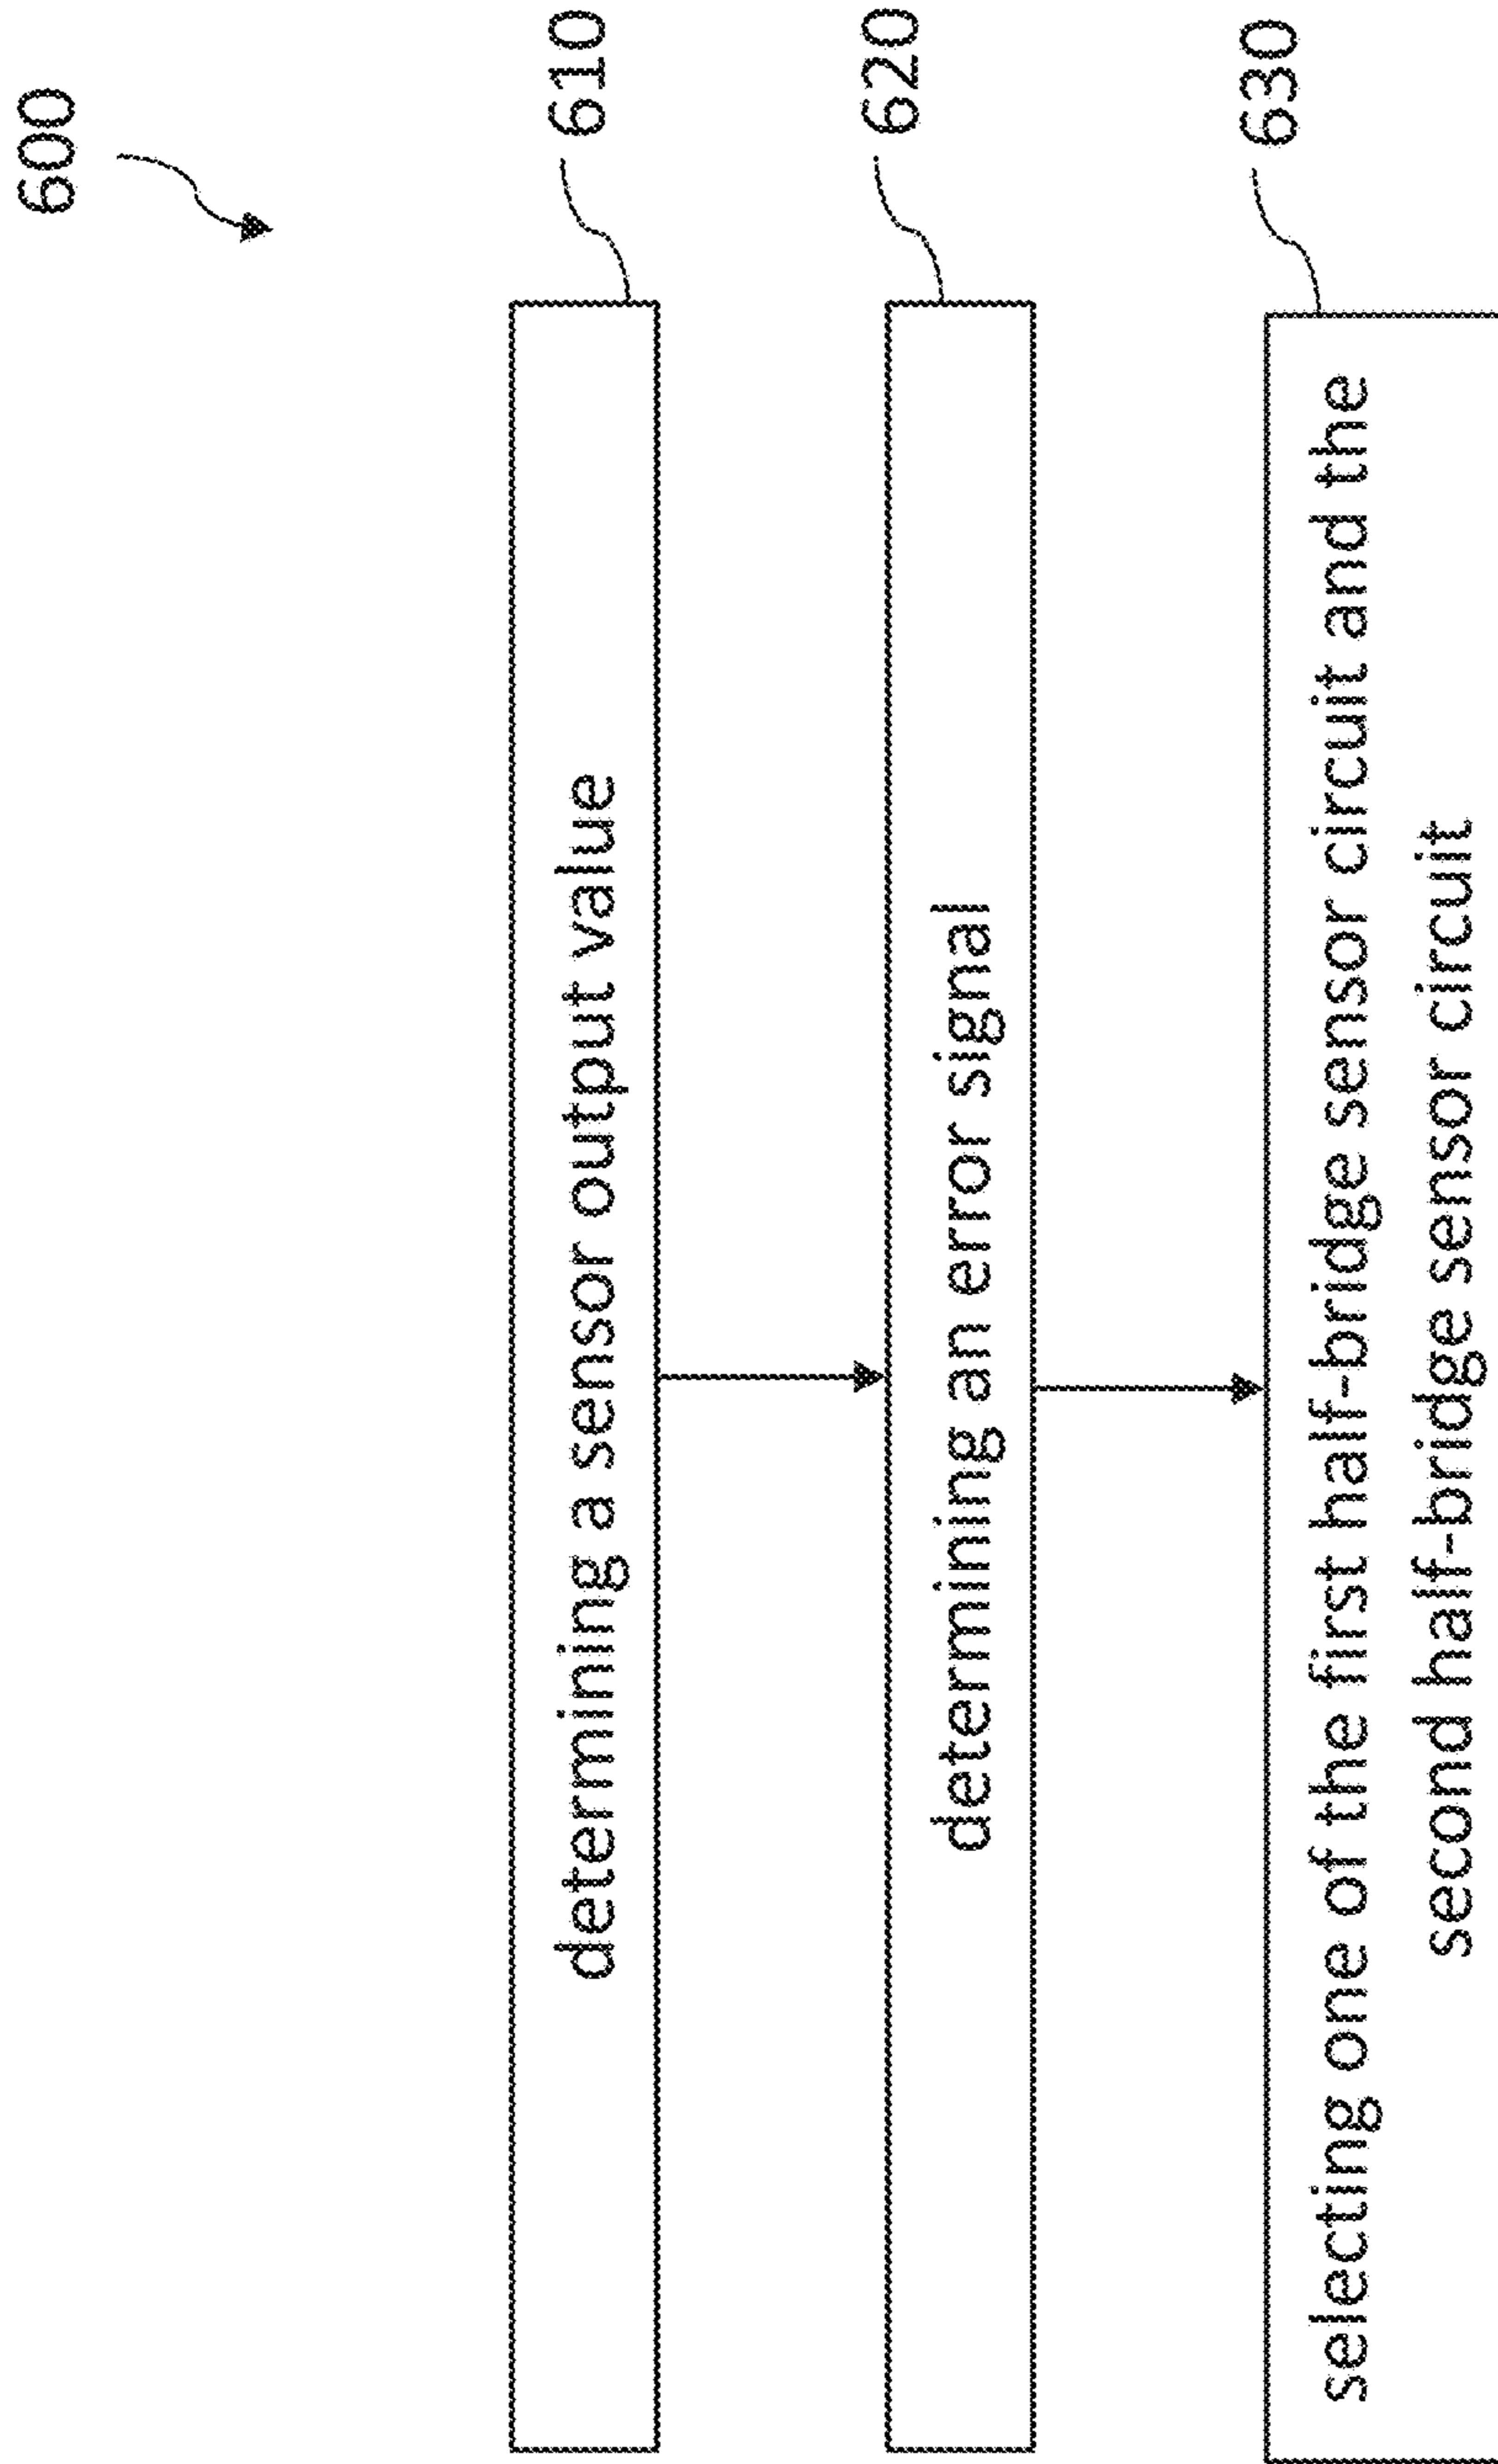 600
determining a sensor output value
610
determining an error signal
620
selecting one of the first half-bridge sensor circuit and the
second half-bridge sensor circuit
630